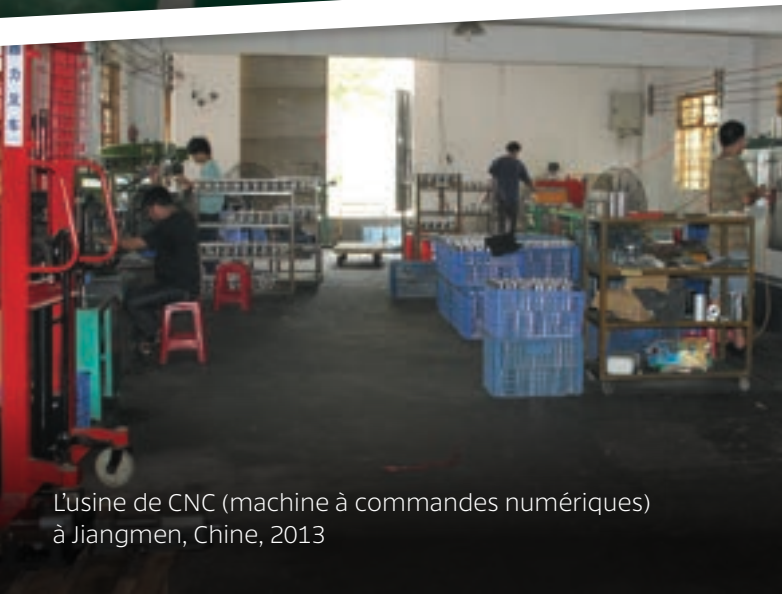 L'usine de CNC (machine à commandes numériques)
à Jiangmen, Chine, 2013